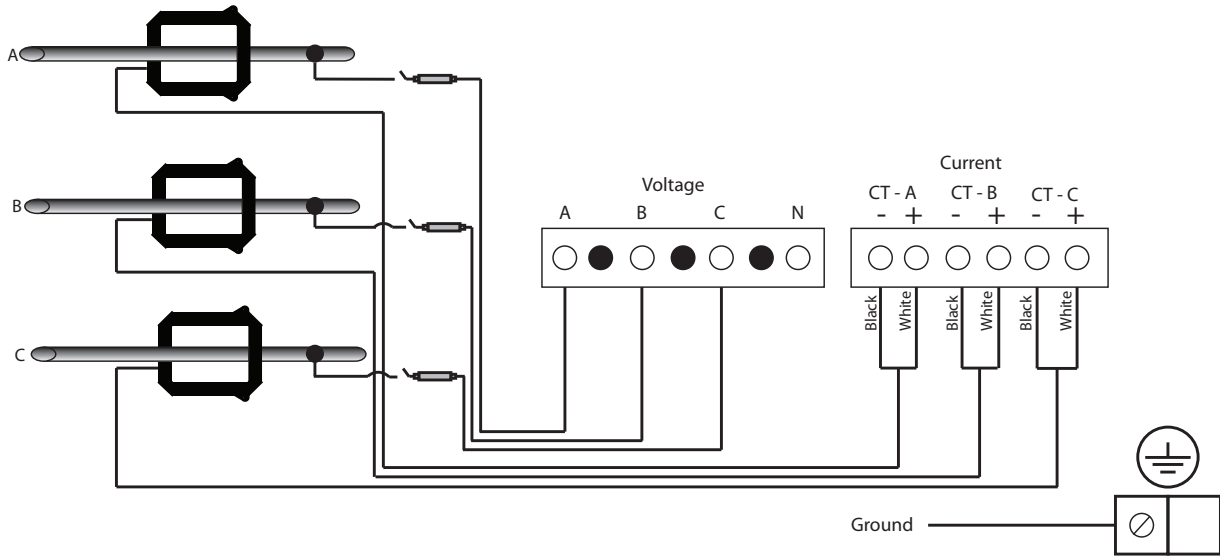 A
B
C
Voltage
A B C N
Current
CT - A CT - B CT - C
- + - + - +
Black White Black White Black White
Ground